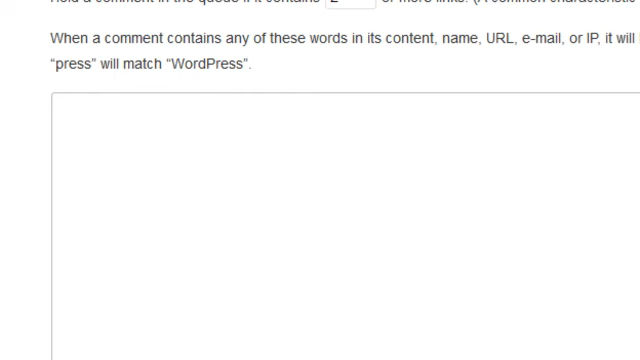 Hold a comment in the queue if it contains 2 or more links. (A common characteristic
When a comment contains any of these words in its content, name, URL, e-mail, or IP, it will
“press” will match “WordPress”.